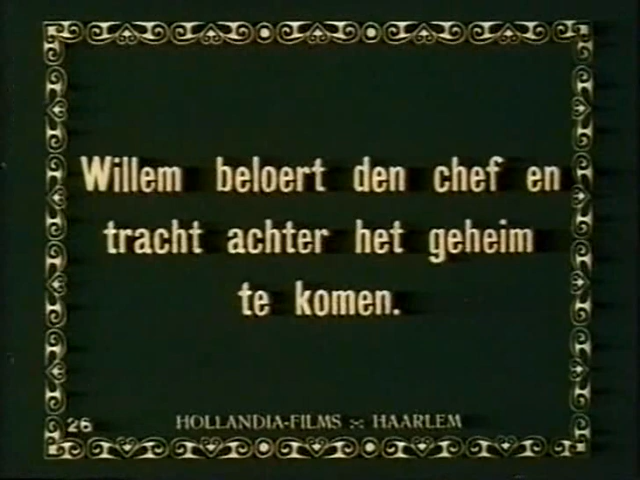 Willem beloert den chef en
tracht achter het geheim
te komen.
26 HOLLANDIA-FILMS :-: HAARLEM